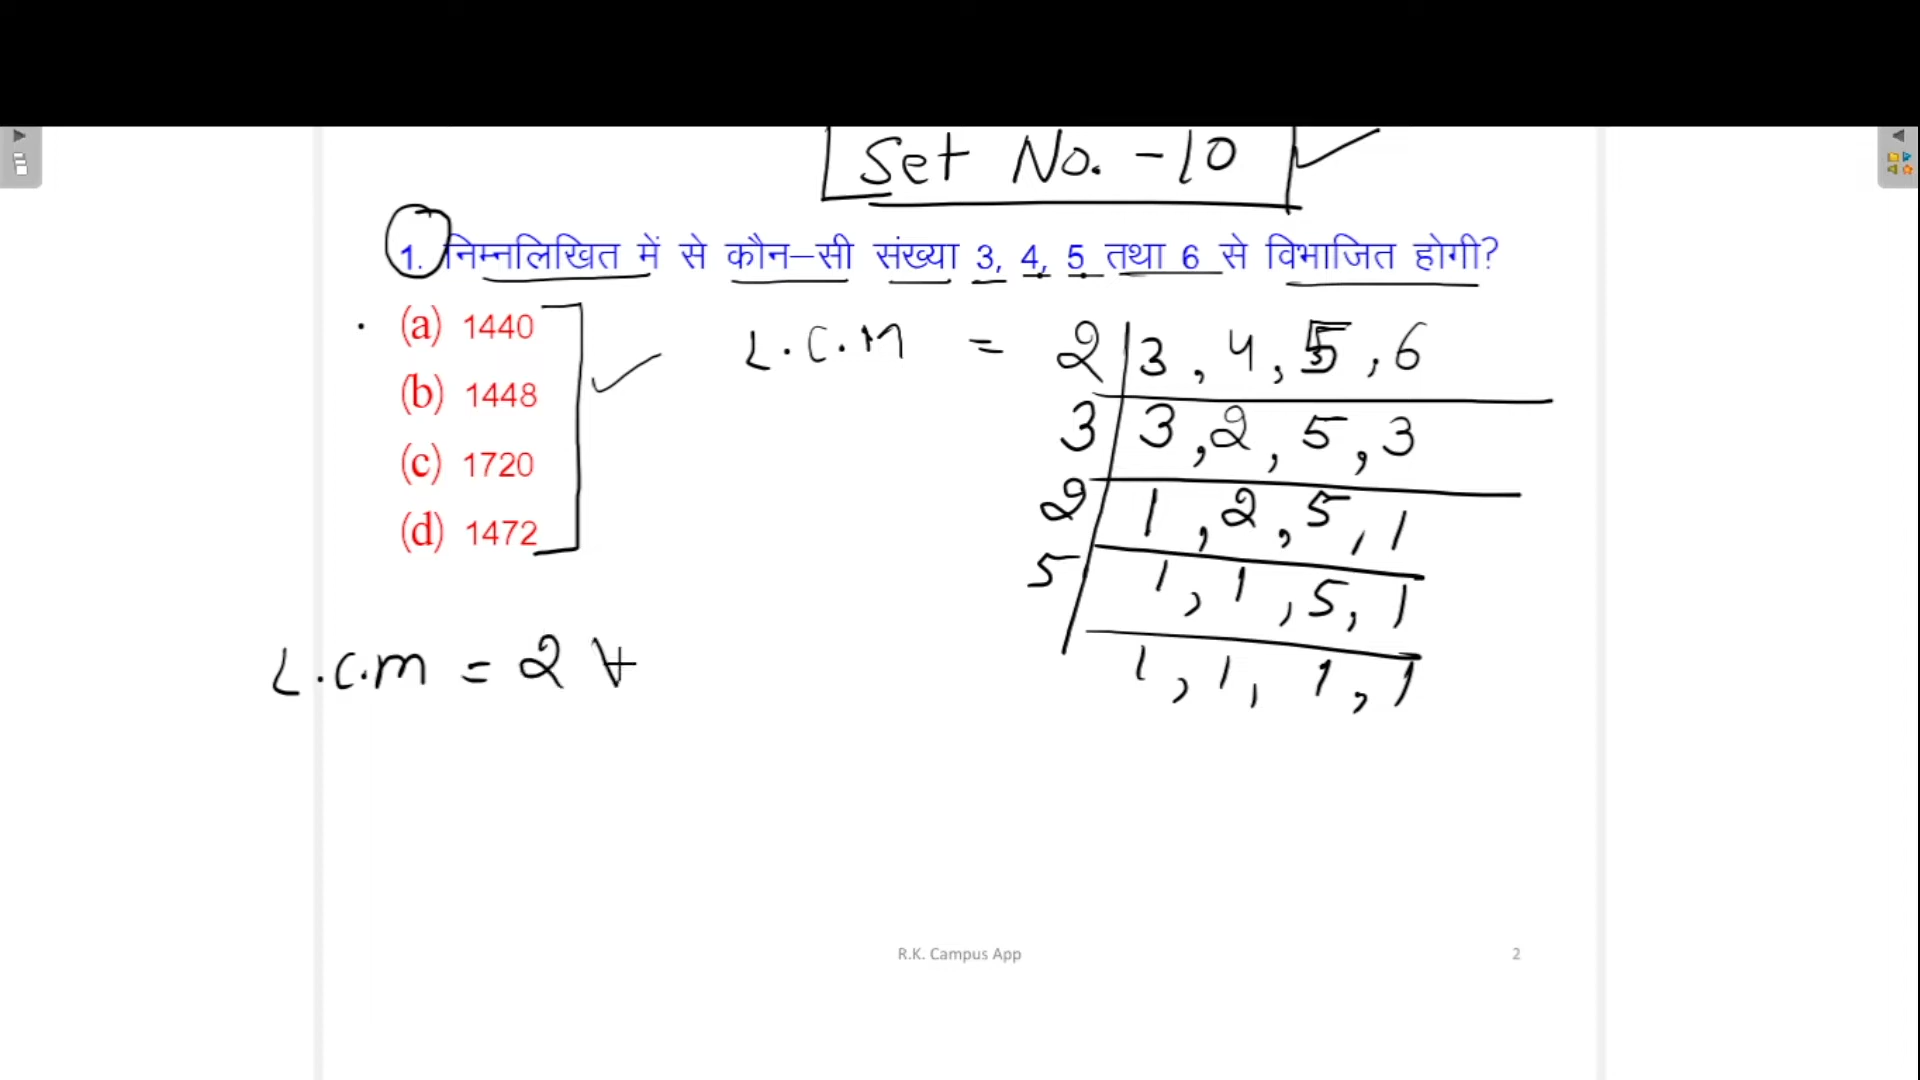 Set No. -10
1. निम्नलिखित में से कौन–सी संख्या 3, 4, 5 तथा 6 से विभाजित होगी?
(a) 1440
(b) 1448
(c) 1720
(d) 1472
L.C.M = 2 | 3, 4, 5, 6
3 | 3, 2, 5, 3
2 | 1, 2, 5, 1
5 | 1, 1, 5, 1
1, 1, 1, 1
L.C.M = 2
R.K. Campus App
2